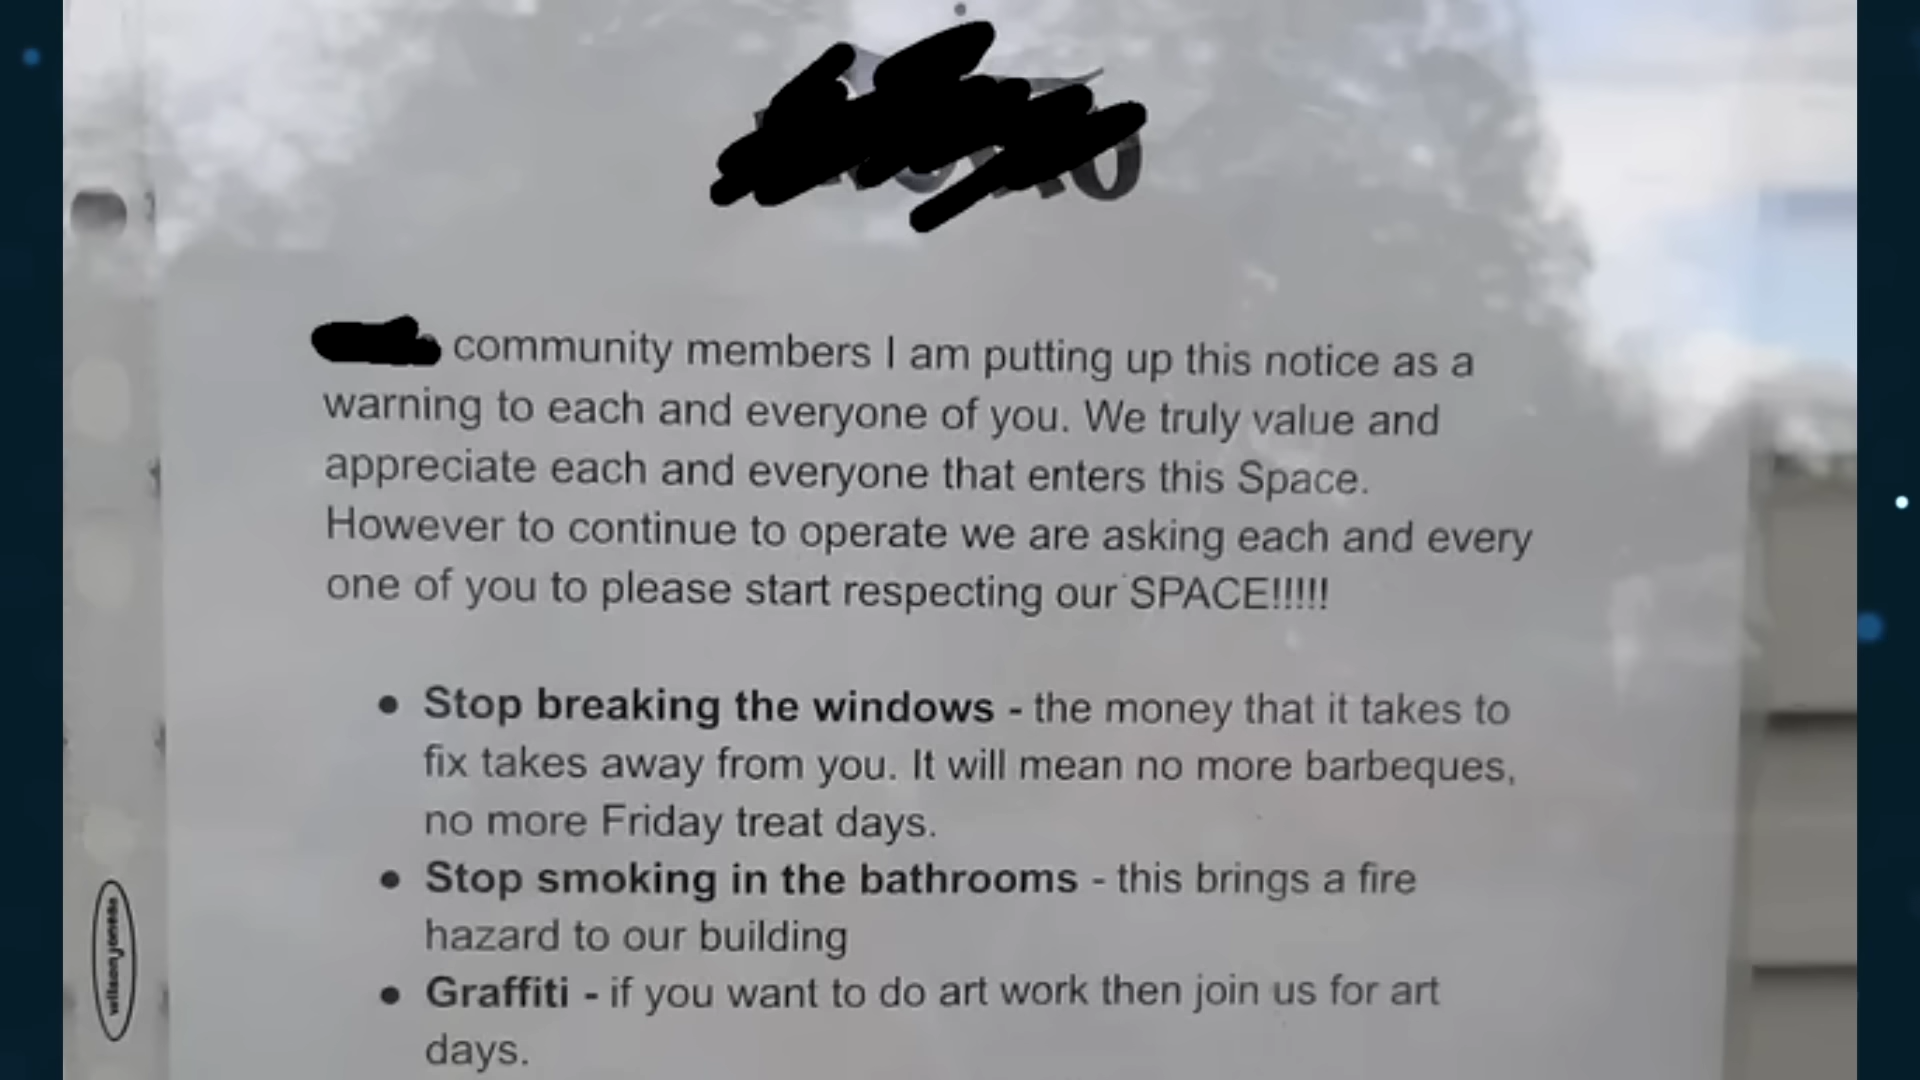 community members I am putting up this notice as a
warning to each and everyone of you. We truly value and
appreciate each and everyone that enters this Space.
However to continue to operate we are asking each and every
one of you to please start respecting our SPACE!!!!!
• Stop breaking the windows - the money that it takes to
fix takes away from you. It will mean no more barbeques,
no more Friday treat days.
• Stop smoking in the bathrooms - this brings a fire
hazard to our building
• Graffiti - if you want to do art work then join us for art
days.
wilsonjones